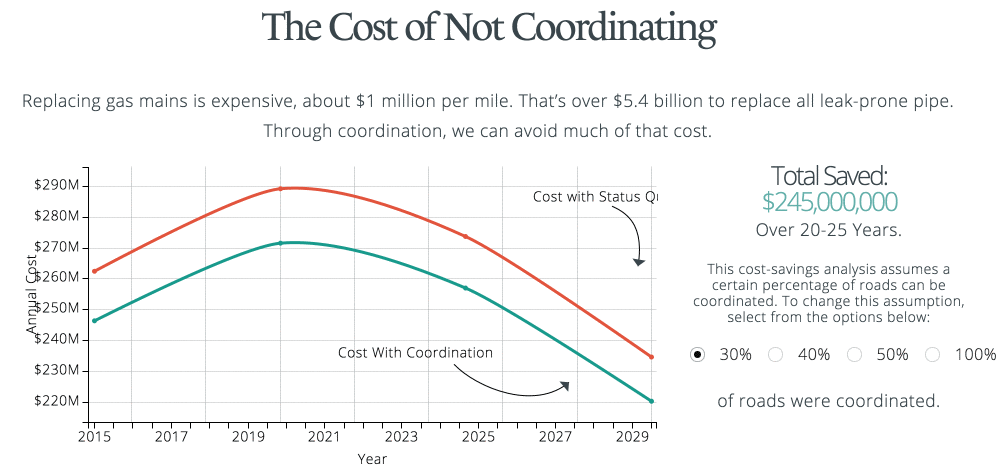 The Cost of Not Coordinating
Replacing gas mains is expensive, about $1 million per mile. That's over $5.4 billion to replace all leak-prone pipe.
Through coordination, we can avoid much of that cost.
Annual Cost
$290M
$280M
$270M
$260M
$250M
$240M
$230M
$220M
Cost with Status Qu
Cost With Coordination
2015
2017
2019
2021
2023
2025
2027
2029
Year
Total Saved:
$245,000,000
Over 20-25 Years.
This cost-savings analysis assumes a
certain percentage of roads can be
coordinated. To change this assumption,
select from the options below:
30% 40% 50% 100%
of roads were coordinated.